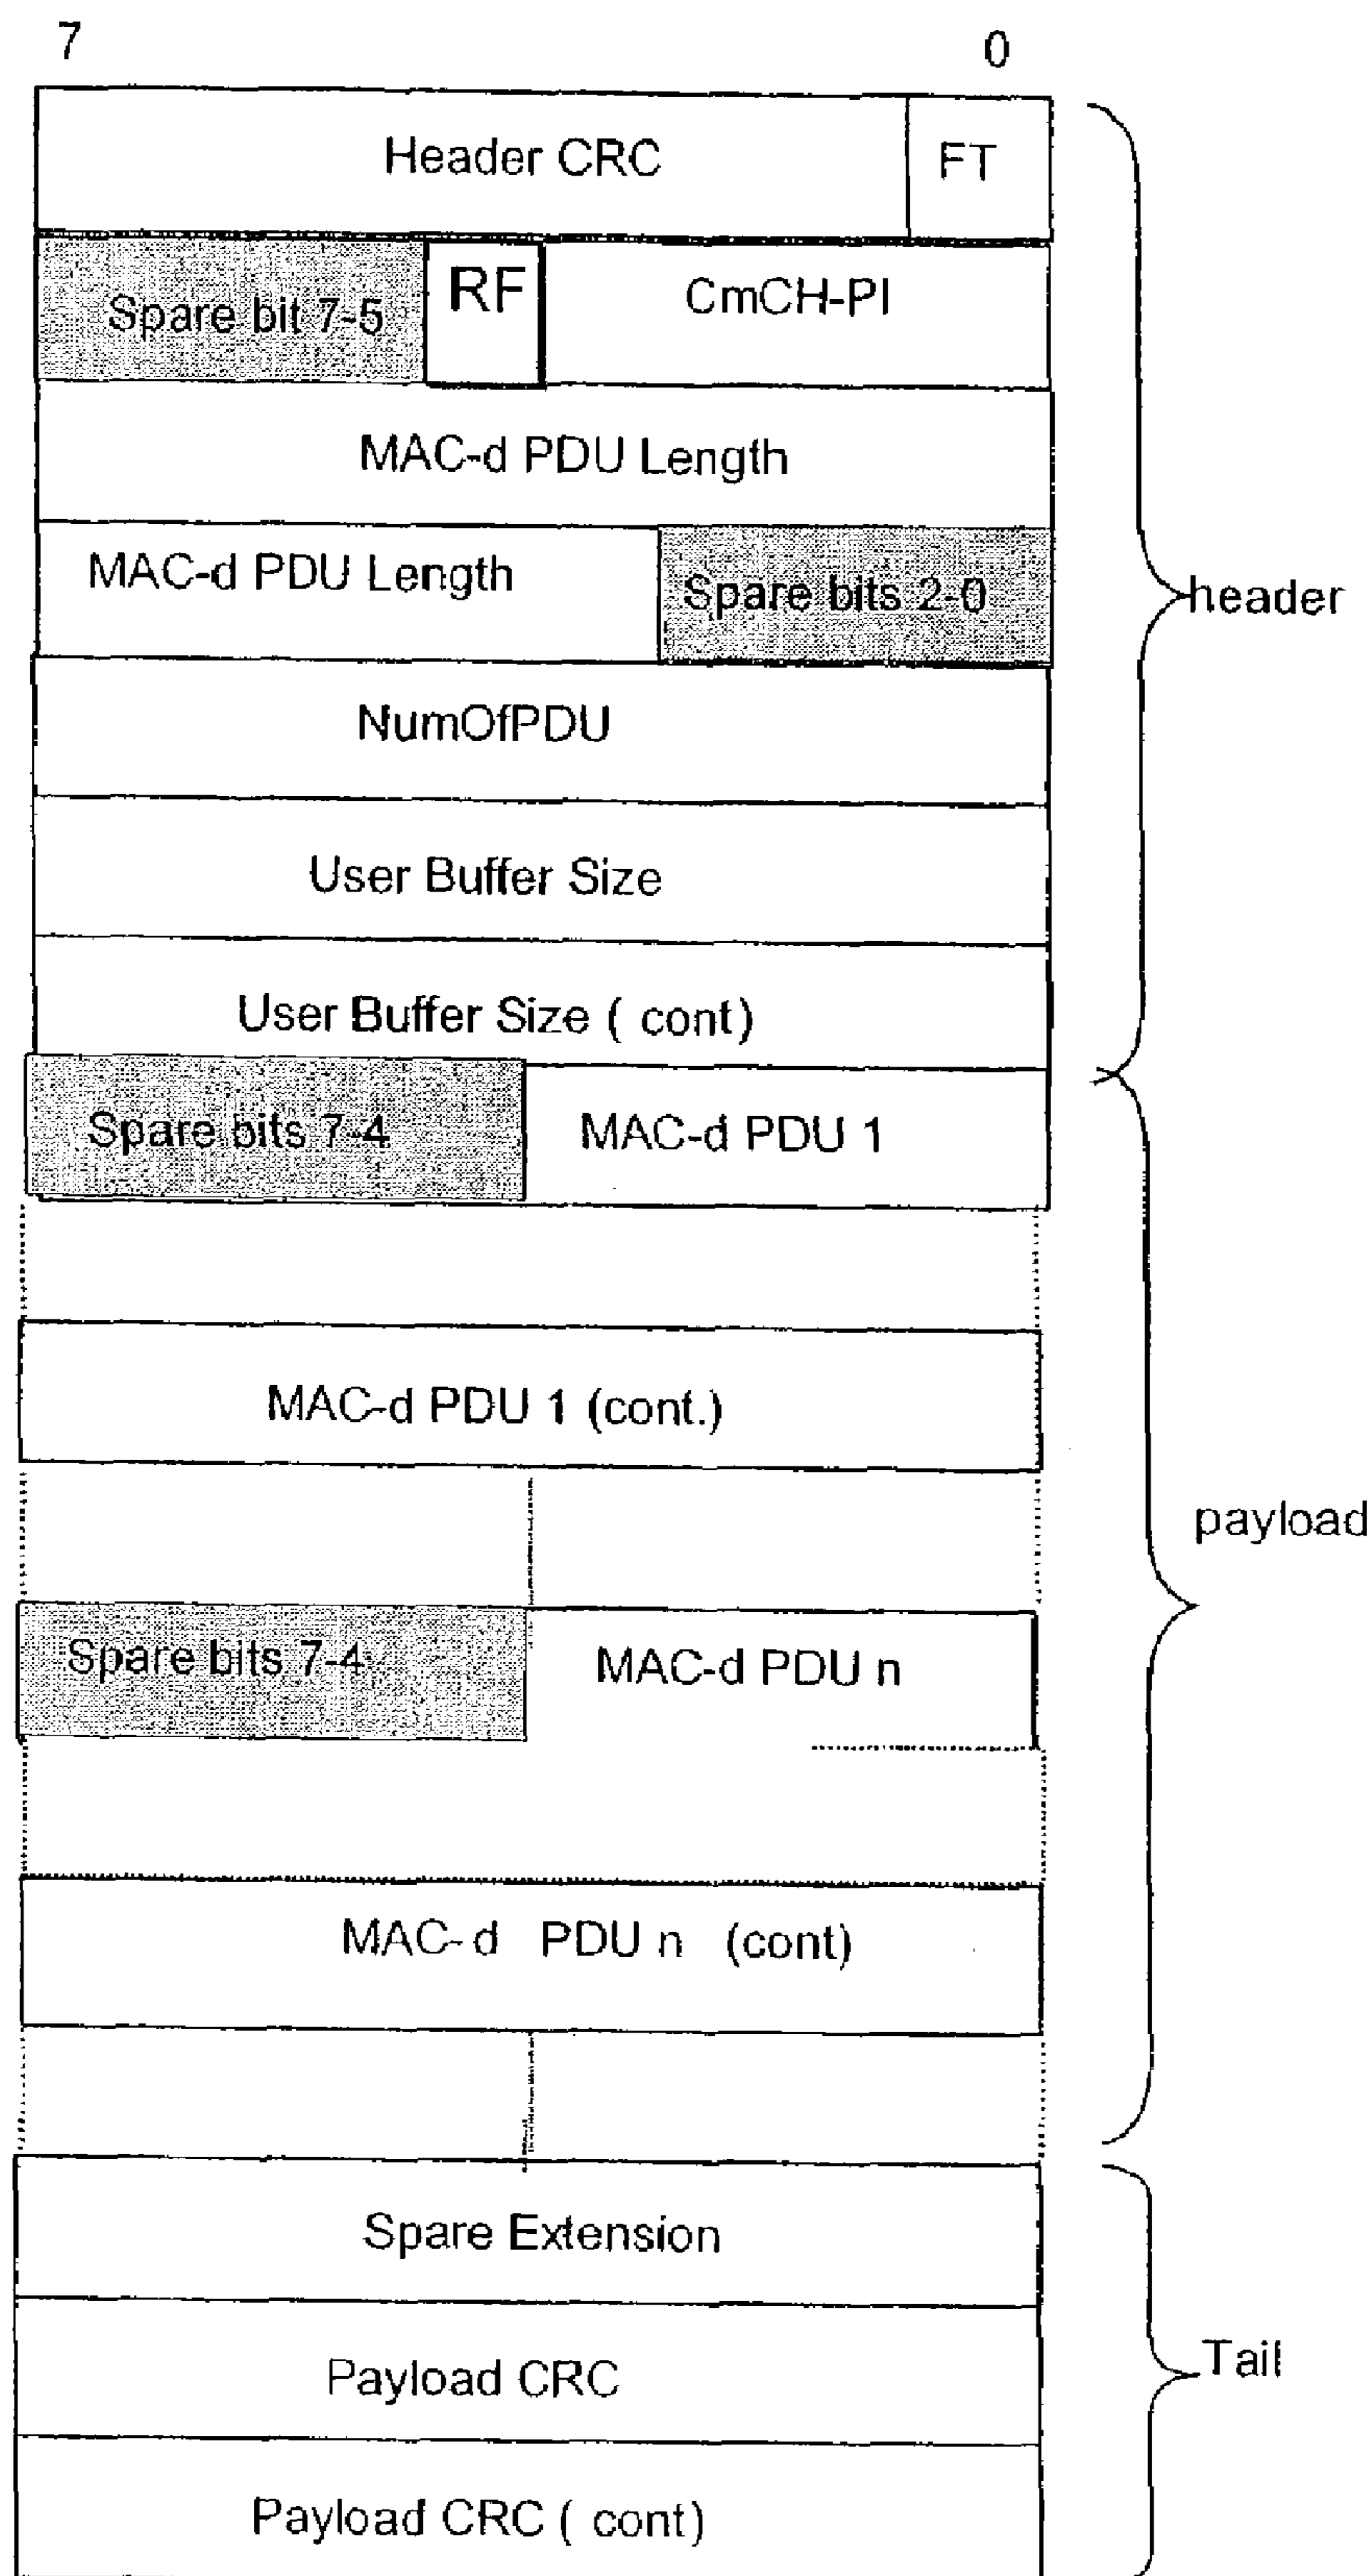 7 0
Header CRC FT
Spare bit 7-5 RF CmCH-PI
MAC-d PDU Length
MAC-d PDU Length Spare bits 2-0
header
NumOfPDU
User Buffer Size
User Buffer Size ( cont)
Spare bits 7-4 MAC-d PDU 1
MAC-d PDU 1 (cont.)
payload
Spare bits 7-4 MAC-d PDU n
MAC-d PDU n (cont)
Spare Extension
Payload CRC
Tail
Payload CRC ( cont)